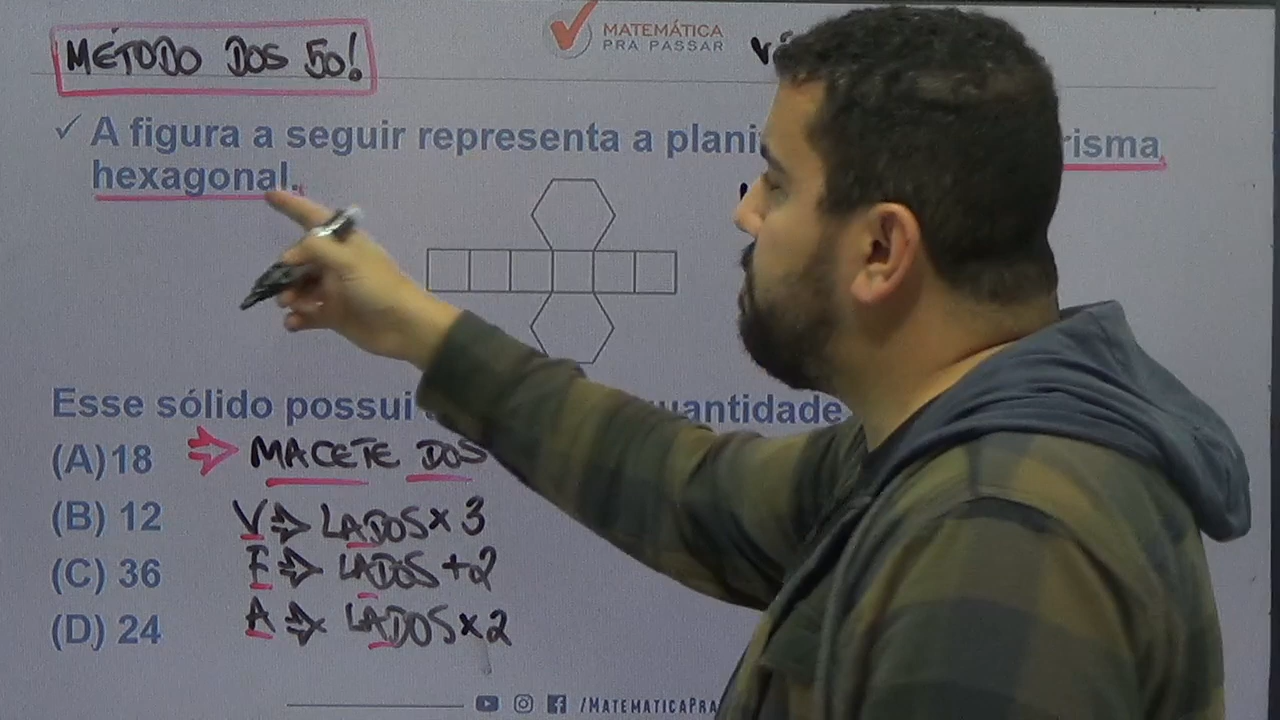 MÉTODO DOS 50!
MATEMÁTICA
PRA PASSAR
✓ A figura a seguir representa a plani risma
hexagonal.
Esse sólido possui uantidade
(A) 18 ⇒ MACETE DOS
(B) 12 V ⇒ LADOS × 3
(C) 36 F ⇒ LADOS + 2
(D) 24 A ⇒ LADOS × 2
/MATEMATICAPRA